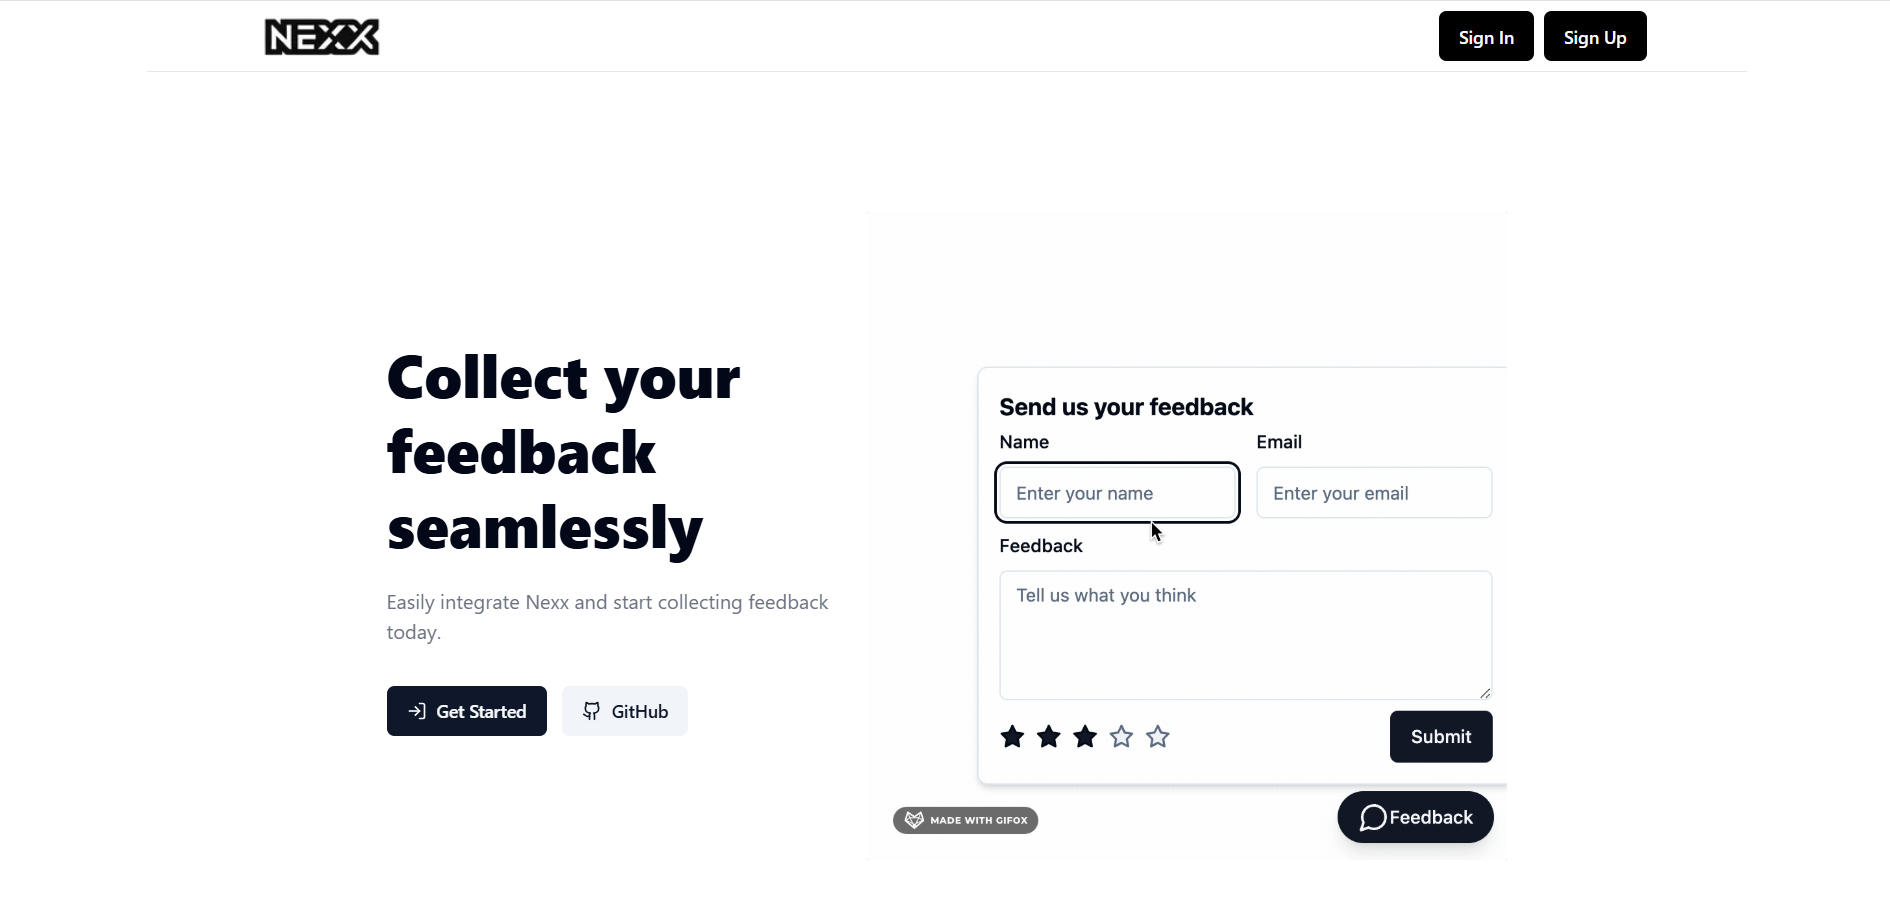 NEXX
Sign In
Sign Up
Collect your
feedback
seamlessly
Easily integrate Nexx and start collecting feedback
today.
Get Started
GitHub
Send us your feedback
Name
Email
Enter your name
Enter your email
Feedback
Tell us what you think
Submit
MADE WITH GIFOX
Feedback